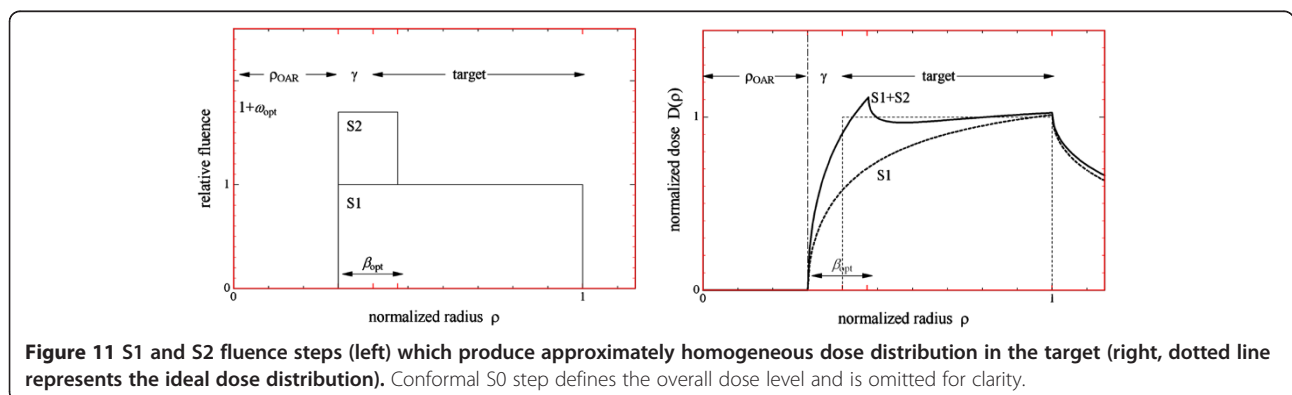 ρOAR γ target
1+ωopt
S2
1
S1
βopt
0
0 1
relative fluence
normalized radius ρ
ρOAR γ target
S1+S2
1
S1
βopt
0
0 1
normalized dose D(ρ)
normalized radius ρ
Figure 11 S1 and S2 fluence steps (left) which produce approximately homogeneous dose distribution in the target (right, dotted line
represents the ideal dose distribution). Conformal S0 step defines the overall dose level and is omitted for clarity.